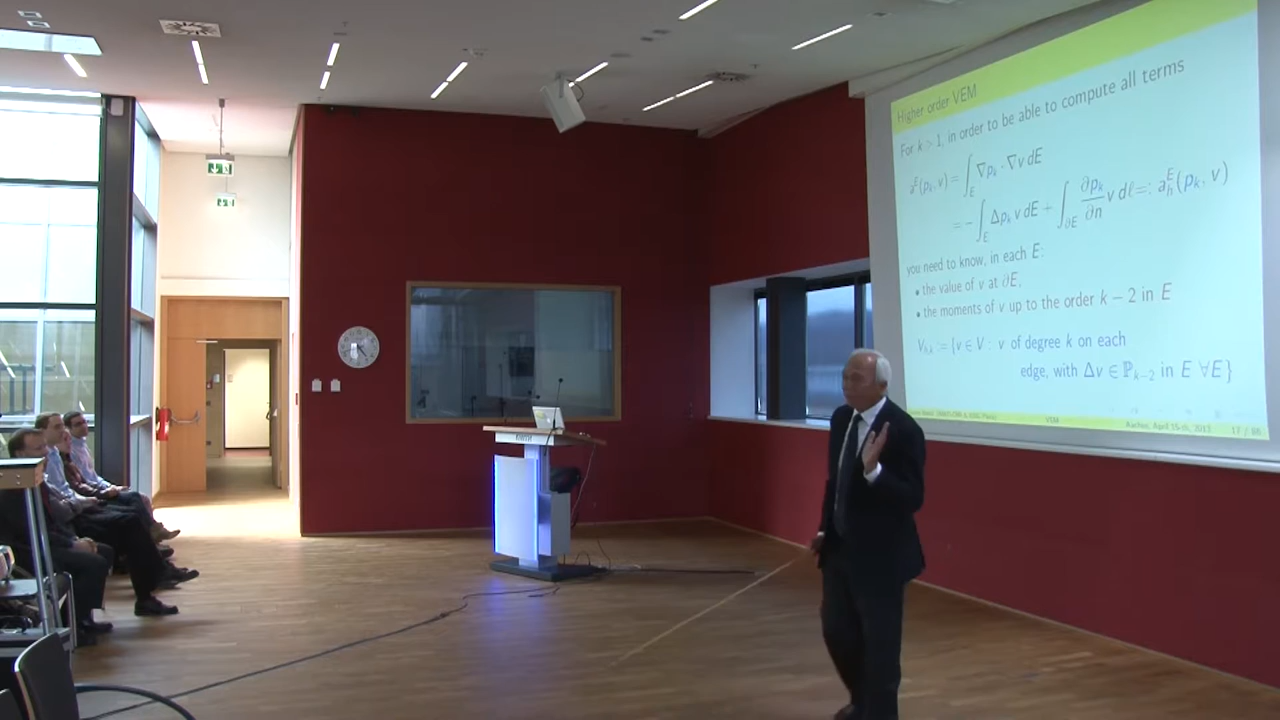 Higher order VEM
For k > 1, in order to be able to compute all terms
a^E(p_k, v) = ∫_E ∇p_k · ∇v dE
= − ∫_E Δp_k v dE + ∫_∂E ∂p_k/∂n v dℓ =: a_h^E(p_k, v)
you need to know, in each E:
• the value of v at ∂E,
• the moments of v up to the order k − 2 in E
V_{h,k} := {v ∈ V : v of degree k on each
edge, with Δv ∈ ℙ_{k−2} in E ∀E}
VEM
Aachen, April 15-th, 2013
17 / 86